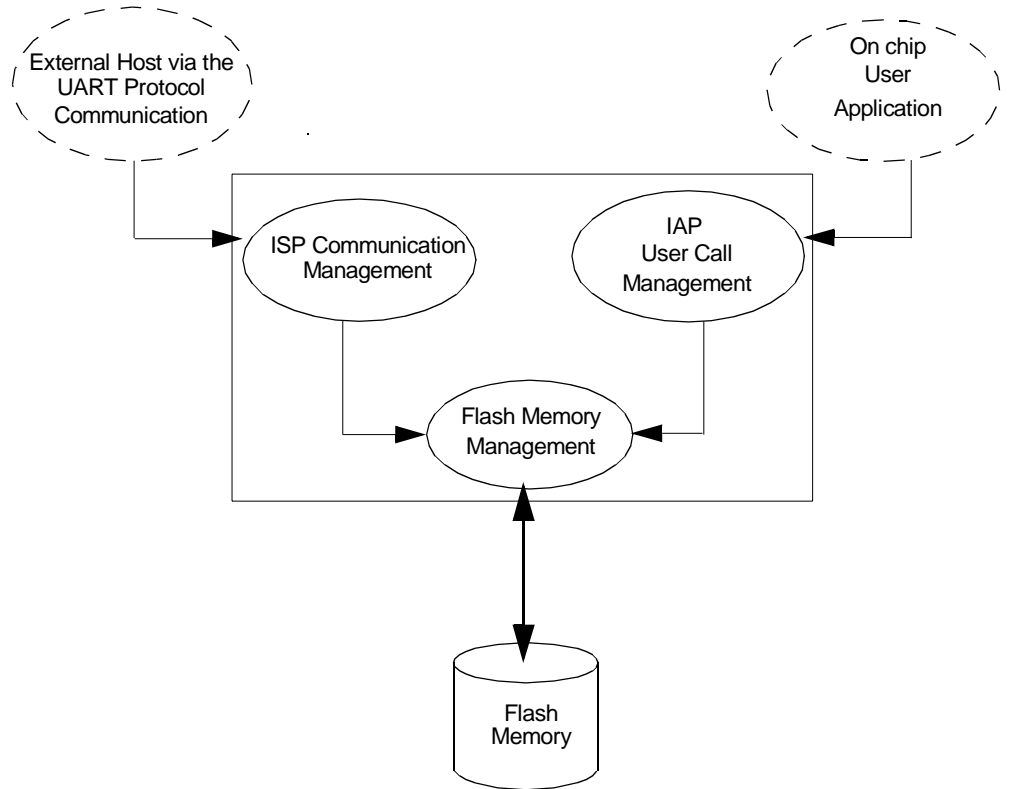 External Host via the
UART Protocol
Communication
On chip
User
Application
ISP Communication
Management
IAP
User Call
Management
Flash Memory
Management
Flash
Memory